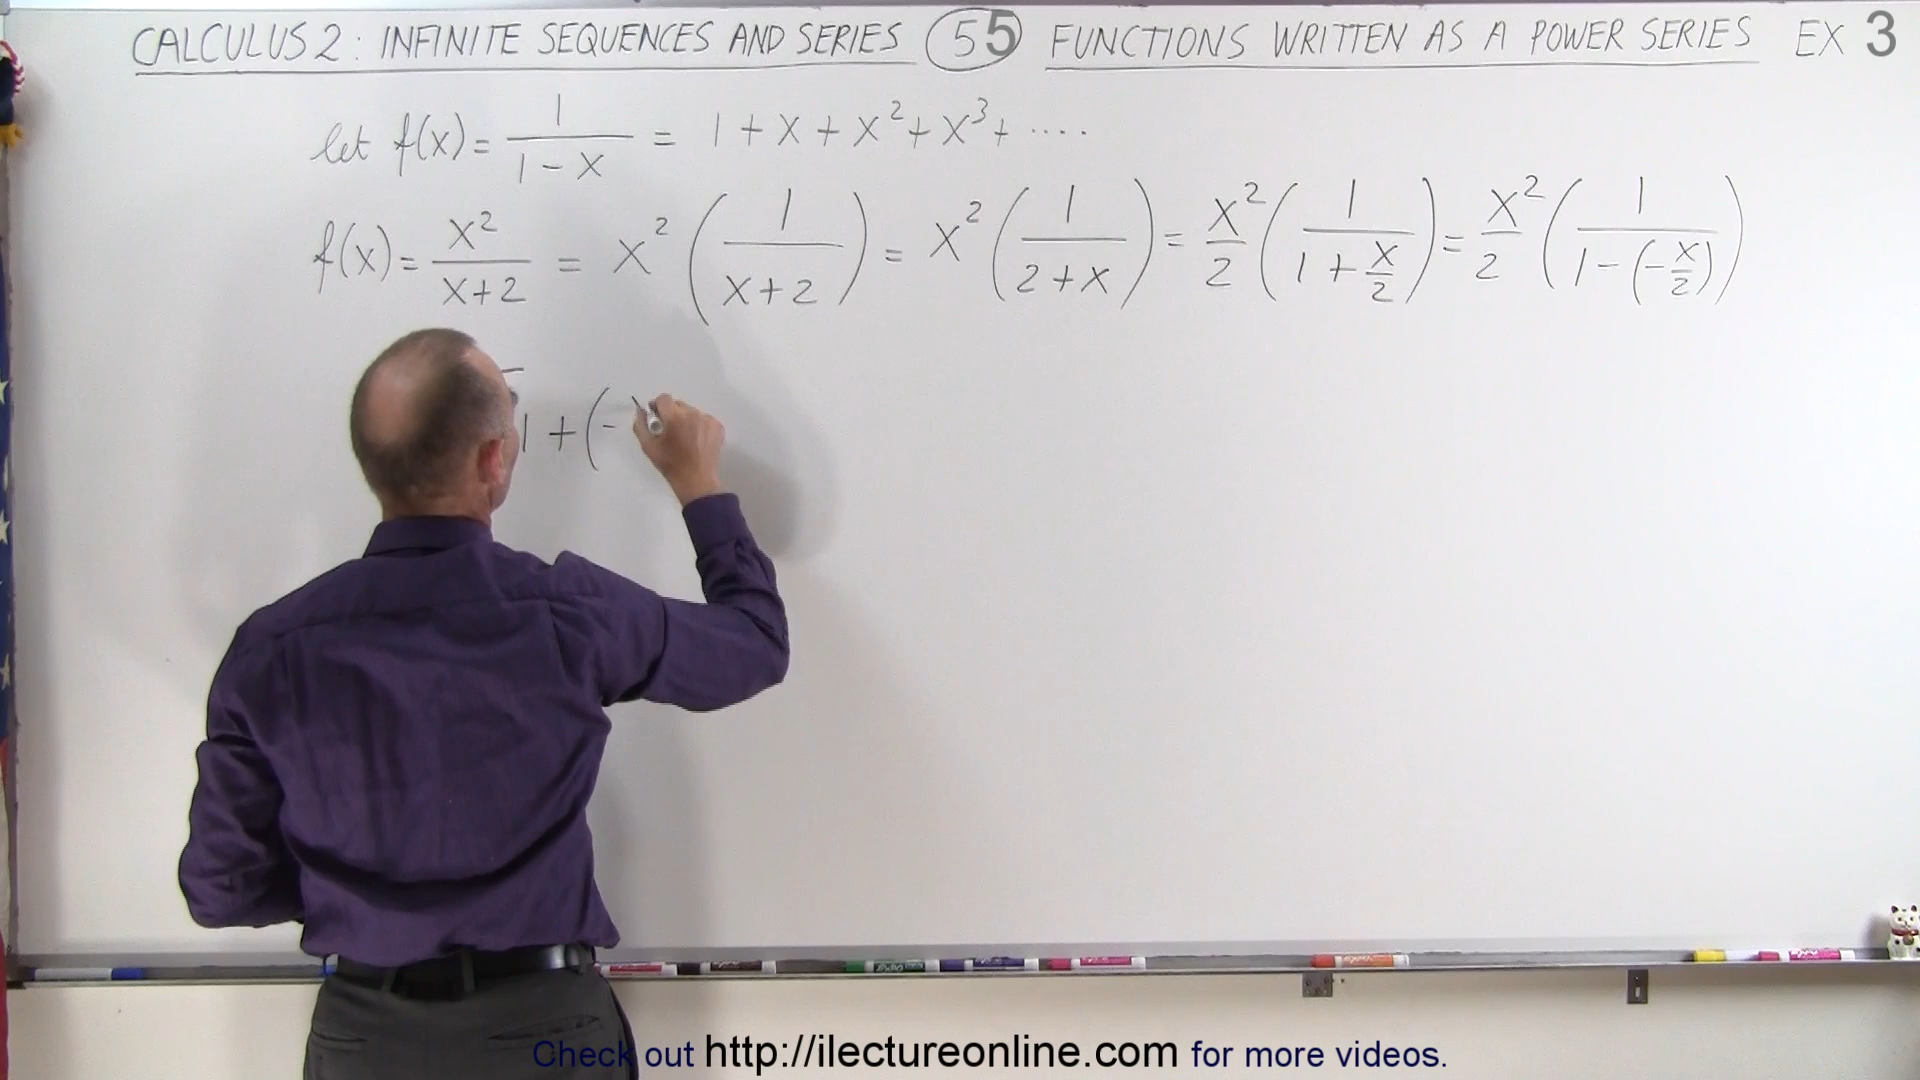 CALCULUS 2: INFINITE SEQUENCES AND SERIES 55 FUNCTIONS WRITTEN AS A POWER SERIES EX 3
let f(x) = 1/(1 - x) = 1 + x + x² + x³ + ....
f(x) = x²/(x+2) = x² (1/(x+2)) = x² (1/(2+x)) = x²/2 (1/(1 + x/2)) = x²/2 (1/(1 - (-x/2)))
1 + (-
Check out http://ilectureonline.com for more videos.